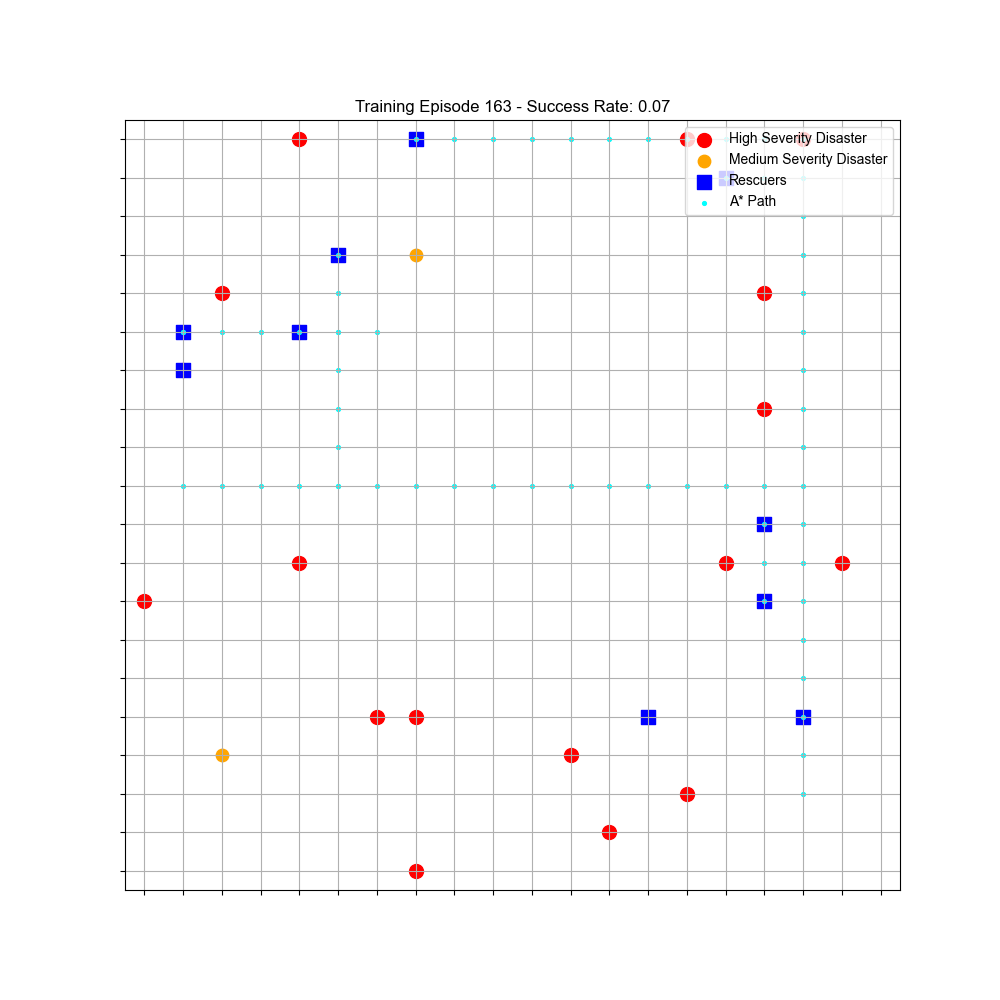 Training Episode 163 - Success Rate: 0.07
High Severity Disaster
Medium Severity Disaster
Rescuers
A* Path